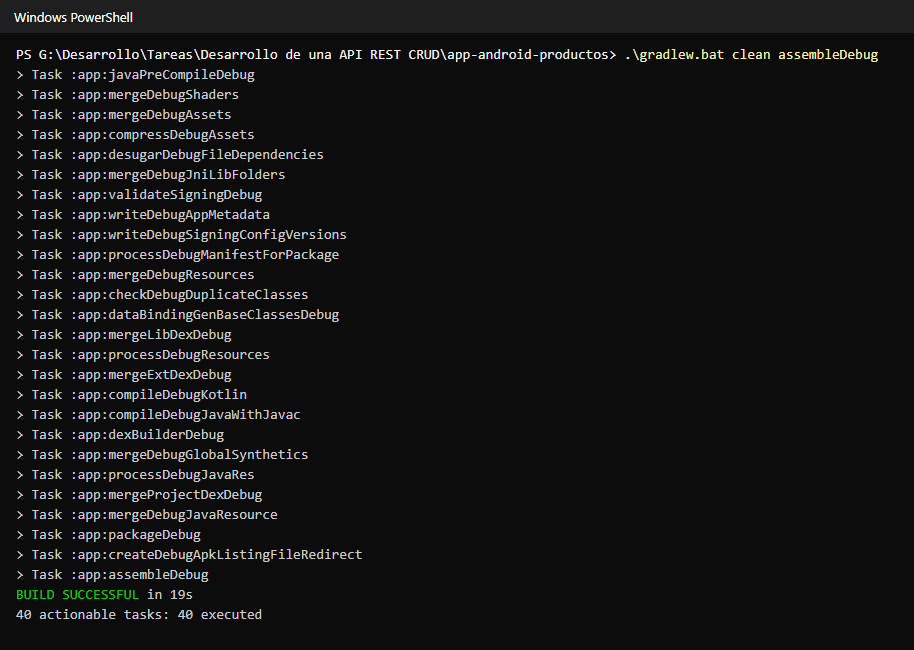 Windows PowerShell
PS G:\Desarrollo\Tareas\Desarrollo de una API REST CRUD\app-android-productos> .\gradlew.bat clean assembleDebug
> Task :app:javaPreCompileDebug
> Task :app:mergeDebugShaders
> Task :app:mergeDebugAssets
> Task :app:compressDebugAssets
> Task :app:desugarDebugFileDependencies
> Task :app:mergeDebugJniLibFolders
> Task :app:validateSigningDebug
> Task :app:writeDebugAppMetadata
> Task :app:writeDebugSigningConfigVersions
> Task :app:processDebugManifestForPackage
> Task :app:mergeDebugResources
> Task :app:checkDebugDuplicateClasses
> Task :app:dataBindingGenBaseClassesDebug
> Task :app:mergeLibDexDebug
> Task :app:processDebugResources
> Task :app:mergeExtDexDebug
> Task :app:compileDebugKotlin
> Task :app:compileDebugJavaWithJavac
> Task :app:dexBuilderDebug
> Task :app:mergeDebugGlobalSynthetics
> Task :app:processDebugJavaRes
> Task :app:mergeProjectDexDebug
> Task :app:mergeDebugJavaResource
> Task :app:packageDebug
> Task :app:createDebugApkListingFileRedirect
> Task :app:assembleDebug
BUILD SUCCESSFUL in 19s
40 actionable tasks: 40 executed